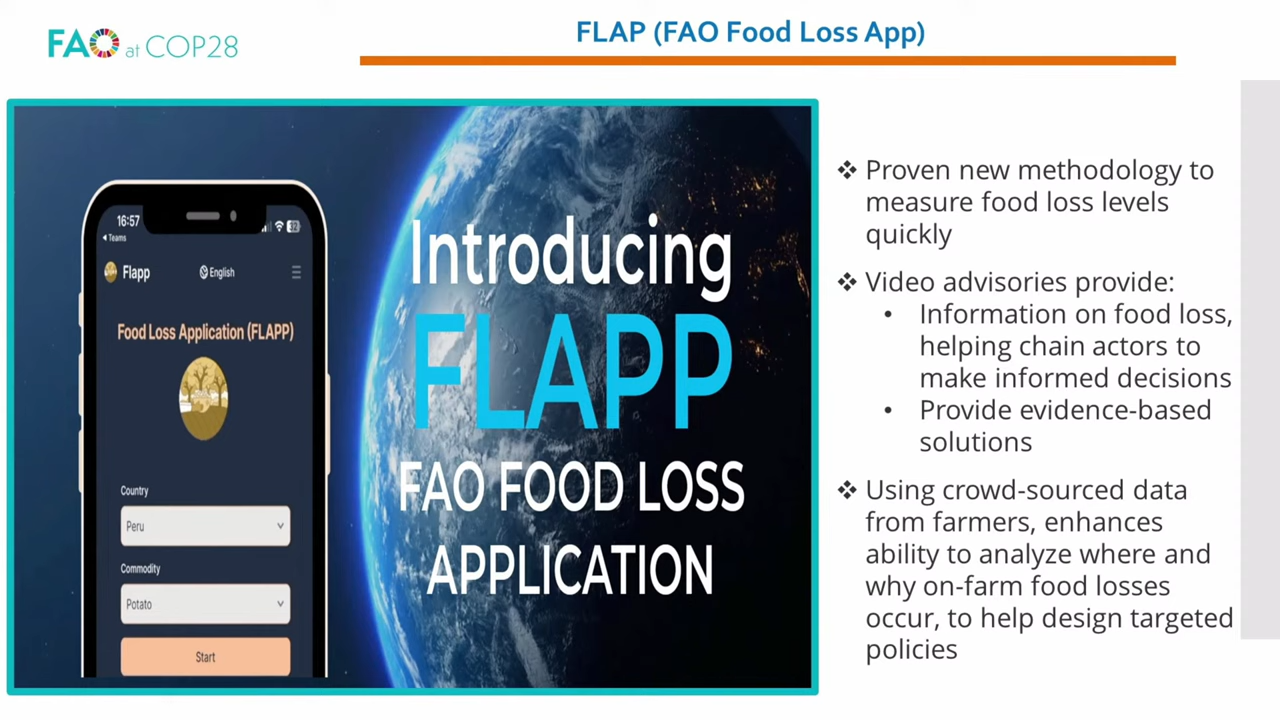 FAO at COP28
FLAP (FAO Food Loss App)
16:57
Teams
32
Flapp
English
Food Loss Application (FLAPP)
Country
Peru
Commodity
Potato
Start
Introducing
FLAPP
FAO FOOD LOSS
APPLICATION
❖ Proven new methodology to
measure food loss levels
quickly
❖ Video advisories provide:
• Information on food loss,
helping chain actors to
make informed decisions
• Provide evidence-based
solutions
❖ Using crowd-sourced data
from farmers, enhances
ability to analyze where and
why on-farm food losses
occur, to help design targeted
policies